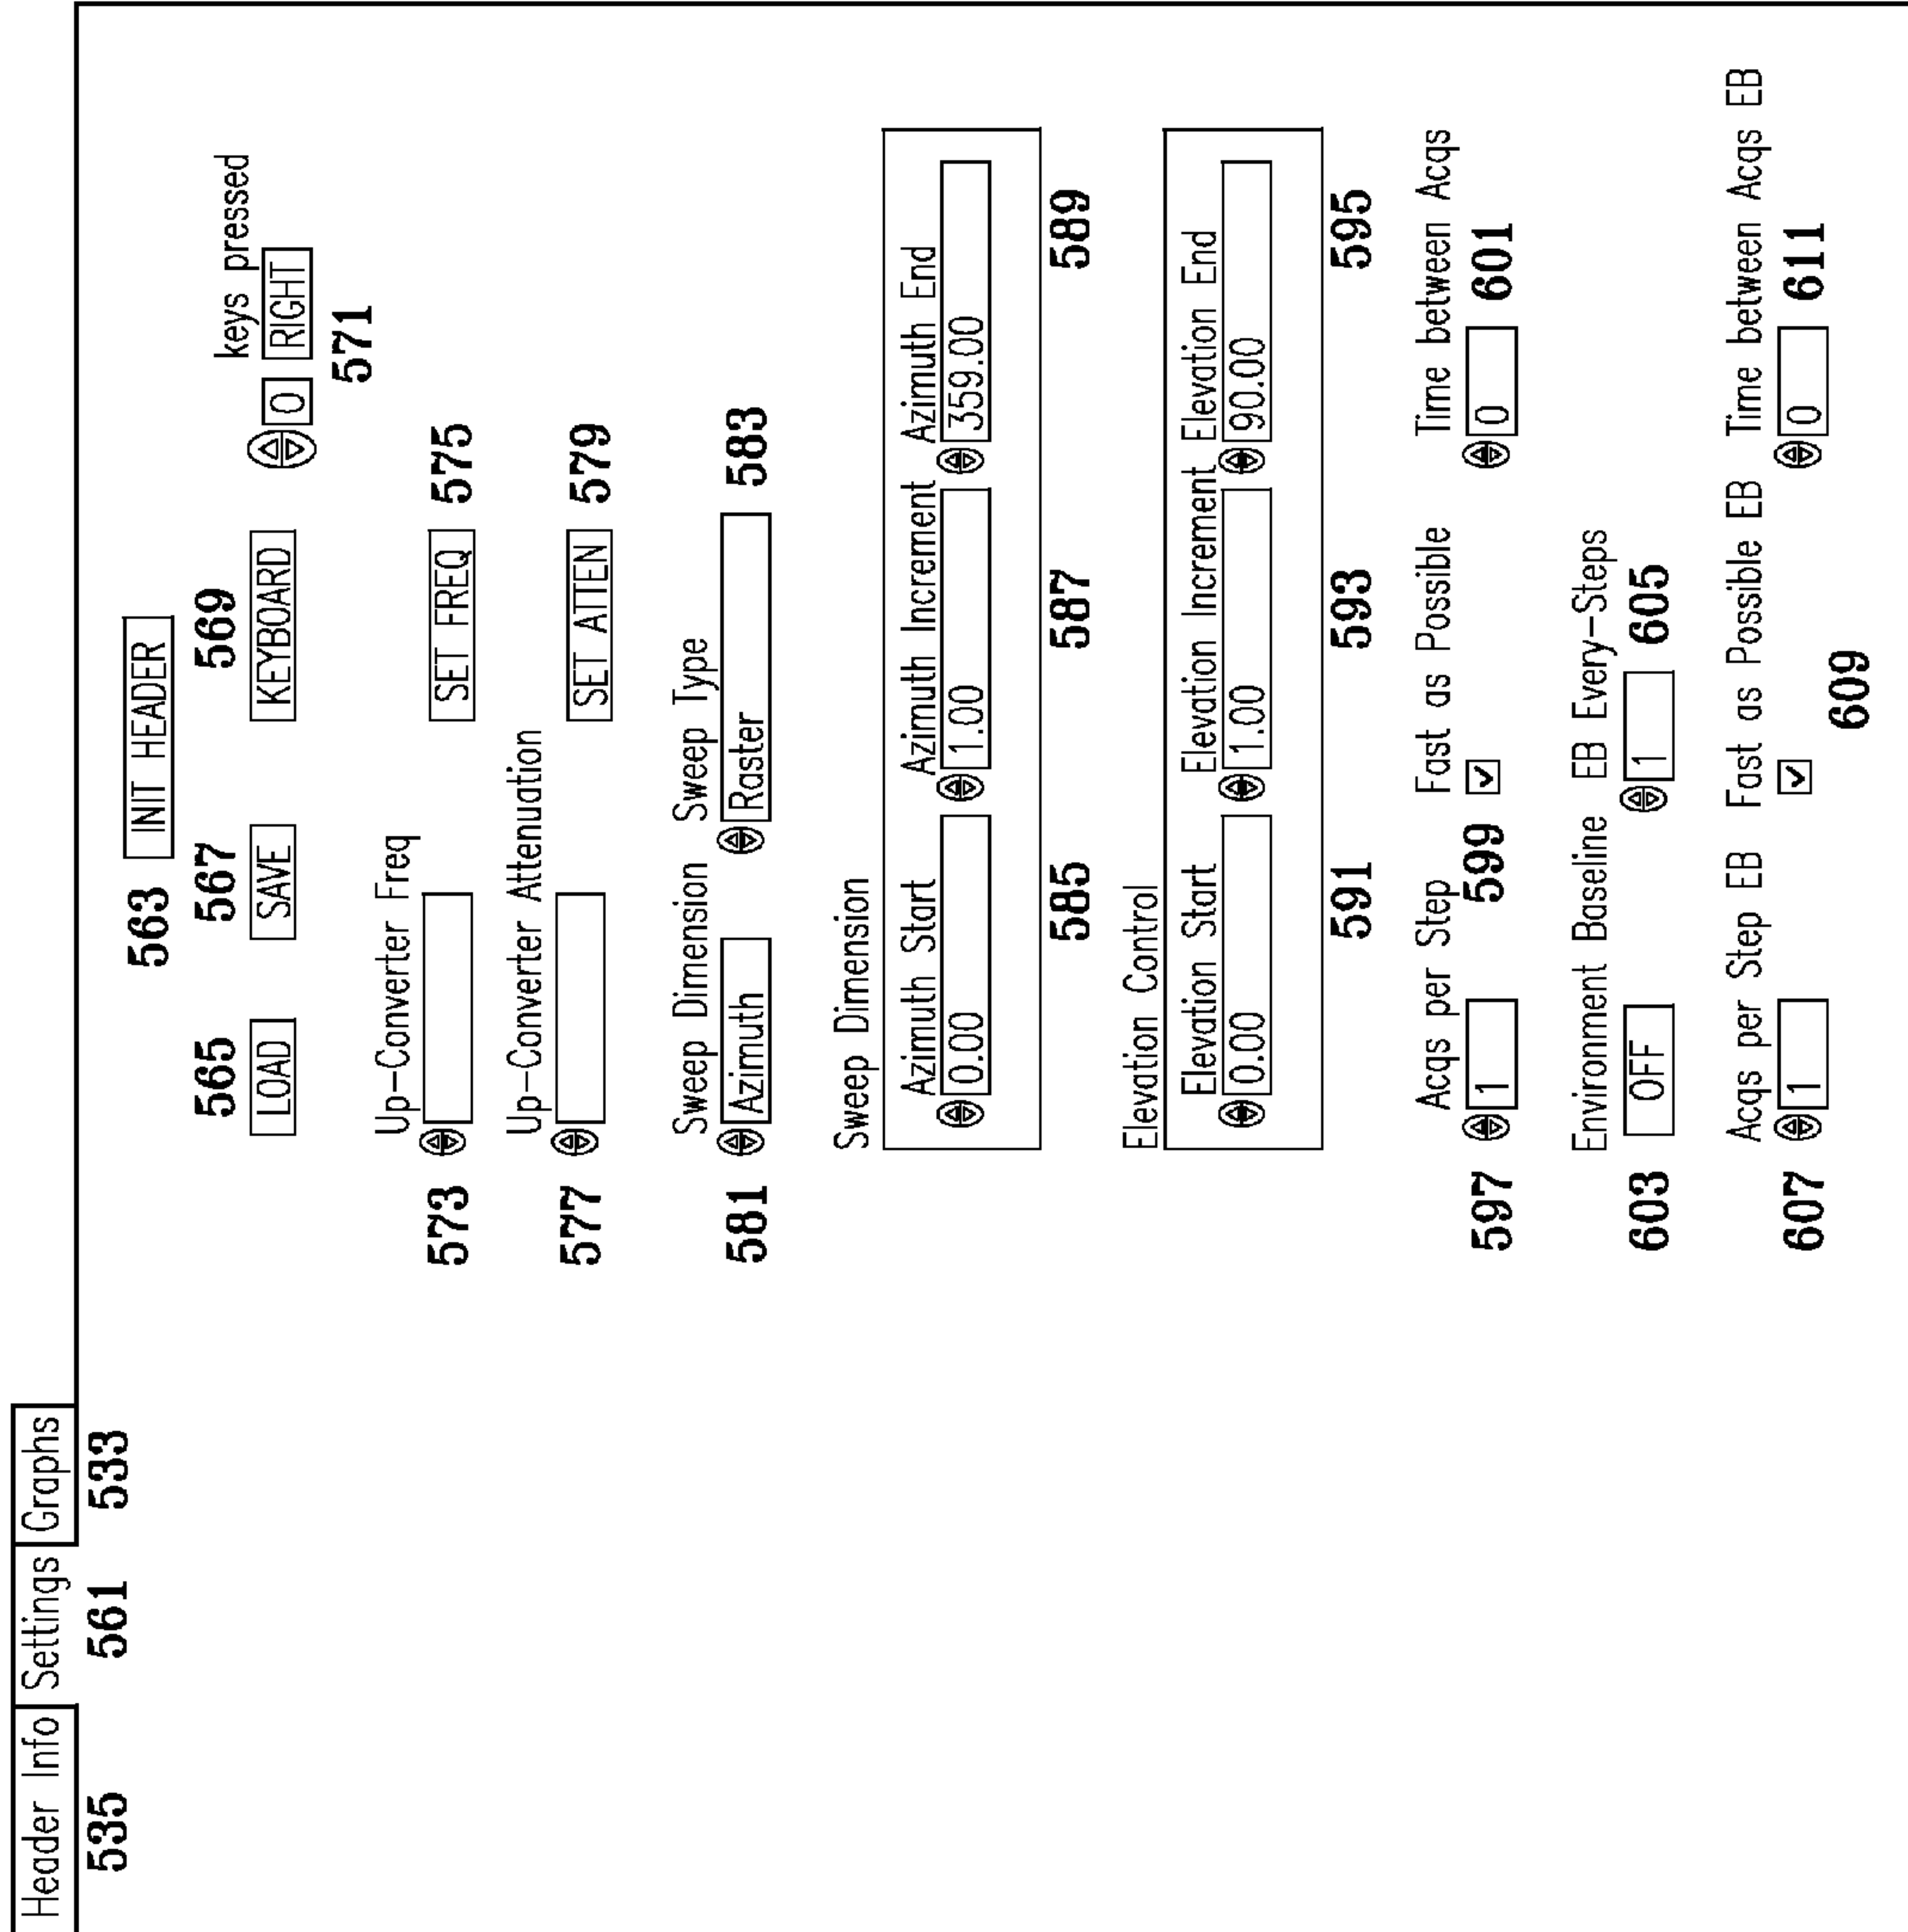 Header Info Settings Graphs
535 561 533
563 INIT HEADER
565 567 569 keys pressed
LOAD SAVE KEYBOARD 0 RIGHT
571
Up-Converter Freq
573 SET FREQ 575
Up-Converter Attenuation
577 SET ATTEN 579
Sweep Dimension Sweep Type
581 Azimuth Raster 583
Sweep Dimension
Azimuth Start Azimuth Increment Azimuth End
0.00 1.00 359.00
585 587 589
Elevation Control
Elevation Start Elevation Increment Elevation End
0.00 1.00 90.00
591 593 595
Acqs per Step Fast as Possible Time between Acqs
597 1 599 0 601
Environment Baseline EB Every-Steps
603 OFF 1 605
Acqs per Step EB Fast as Possible EB Time between Acqs EB
607 1 0 611
609